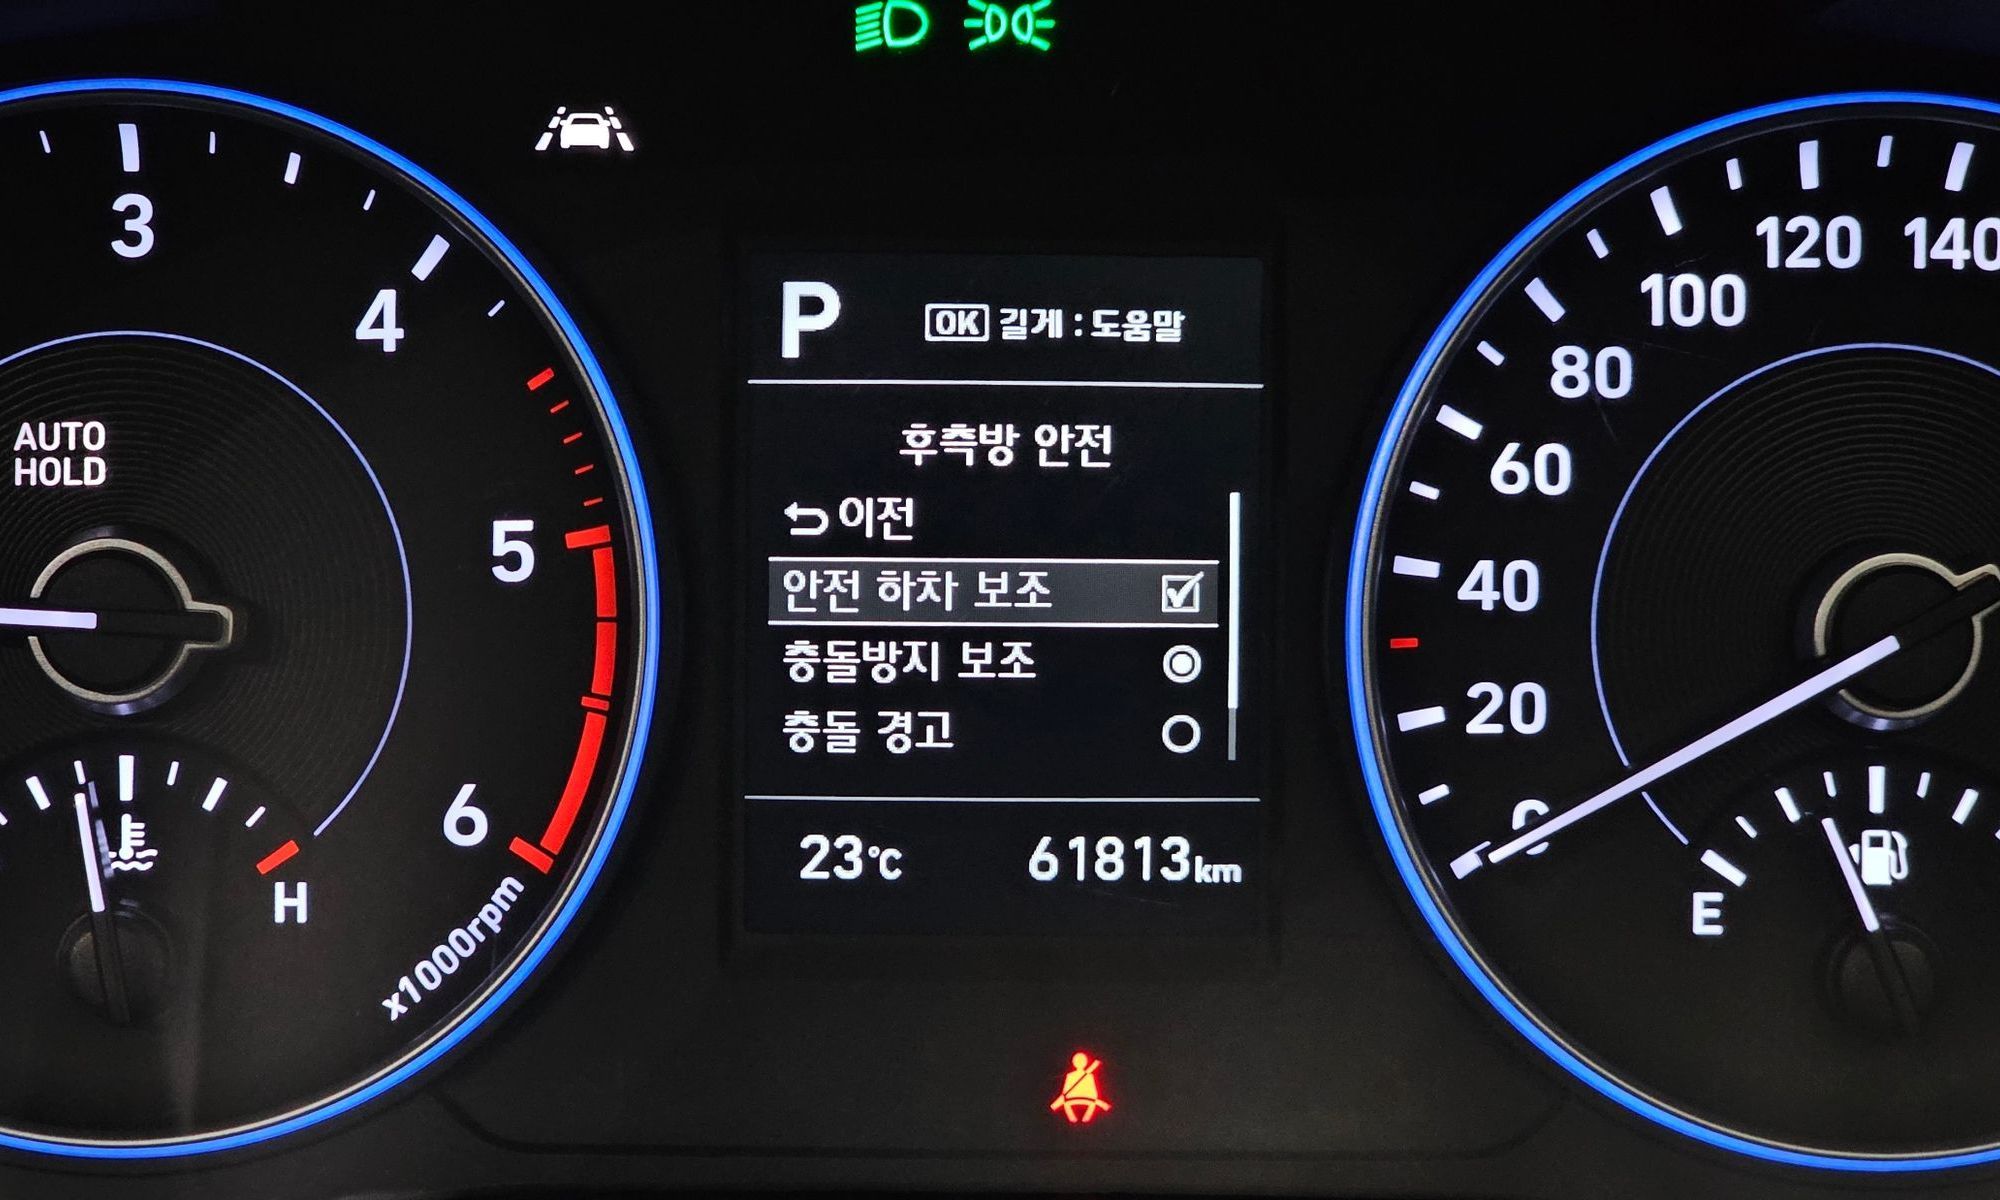 3
4
5
6
x1000rpm
AUTO
HOLD
H
P
OK 길게 : 도움말
후측방 안전
이전
안전 하차 보조
충돌방지 보조
충돌 경고
23°C
61813km
0
20
40
60
80
100
120
140
E